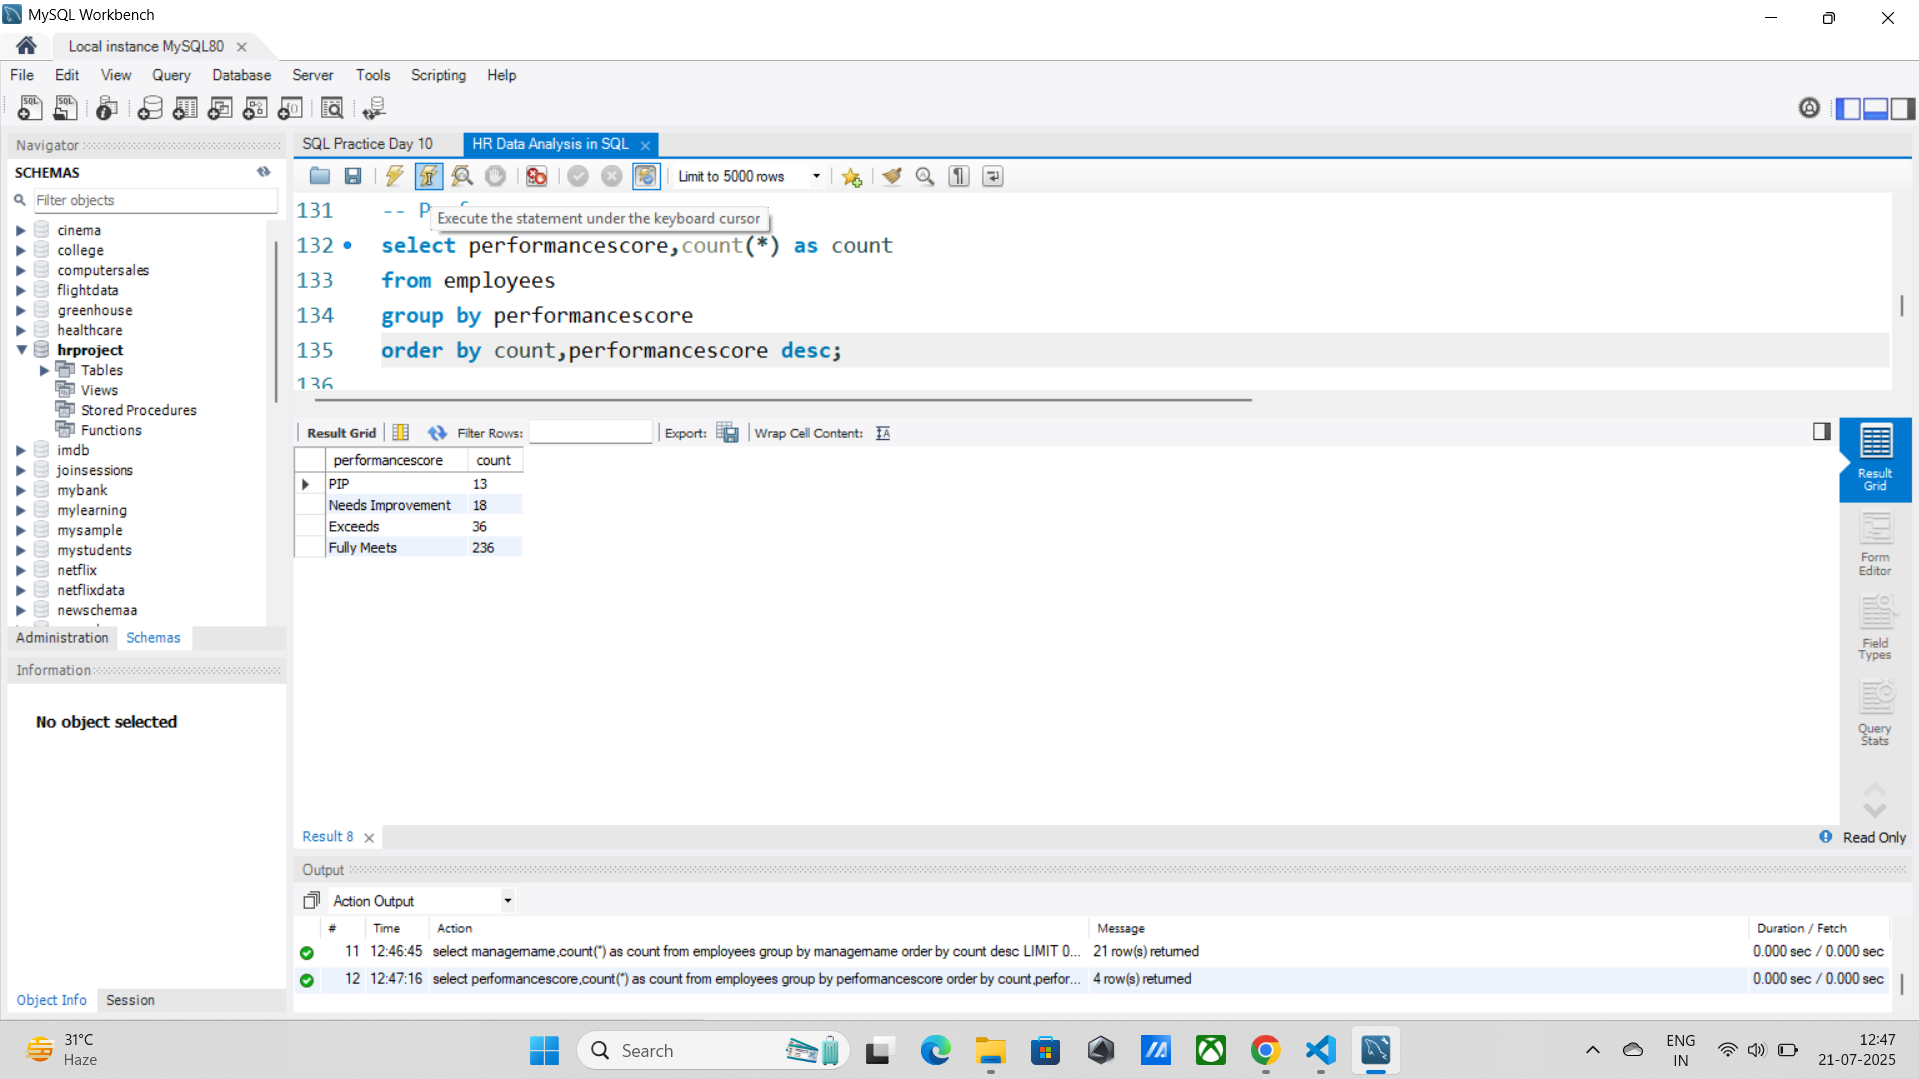 MySQL Workbench
Local instance MySQL80
File Edit View Query Database Server Tools Scripting Help
Navigator
SCHEMAS
Filter objects
cinema
college
computersales
flightdata
greenhouse
healthcare
hrproject
Tables
Views
Stored Procedures
Functions
imdb
joinsessions
mybank
mylearning
mysample
mystudents
netflix
netflixdata
newschemaa
Administration Schemas
Information
No object selected
Object Info Session
SQL Practice Day 10 HR Data Analysis in SQL
Limit to 5000 rows
131 --
Execute the statement under the keyboard cursor
132 select performancescore,count(*) as count
133 from employees
134 group by performancescore
135 order by count,performancescore desc;
136
Result Grid Filter Rows: Export: Wrap Cell Content:
performancescore count
PIP 13
Needs Improvement 18
Exceeds 36
Fully Meets 236
Result Grid
Form Editor
Field Types
Query Stats
Result 8
Read Only
Output
Action Output
# Time Action Message Duration / Fetch
11 12:46:45 select managername,count(*) as count from employees group by managername order by count desc LIMIT 0... 21 row(s) returned 0.000 sec / 0.000 sec
12 12:47:16 select performancescore,count(*) as count from employees group by performancescore order by count,perfor... 4 row(s) returned 0.000 sec / 0.000 sec
31°C
Haze
Search
ENG
IN
12:47
21-07-2025